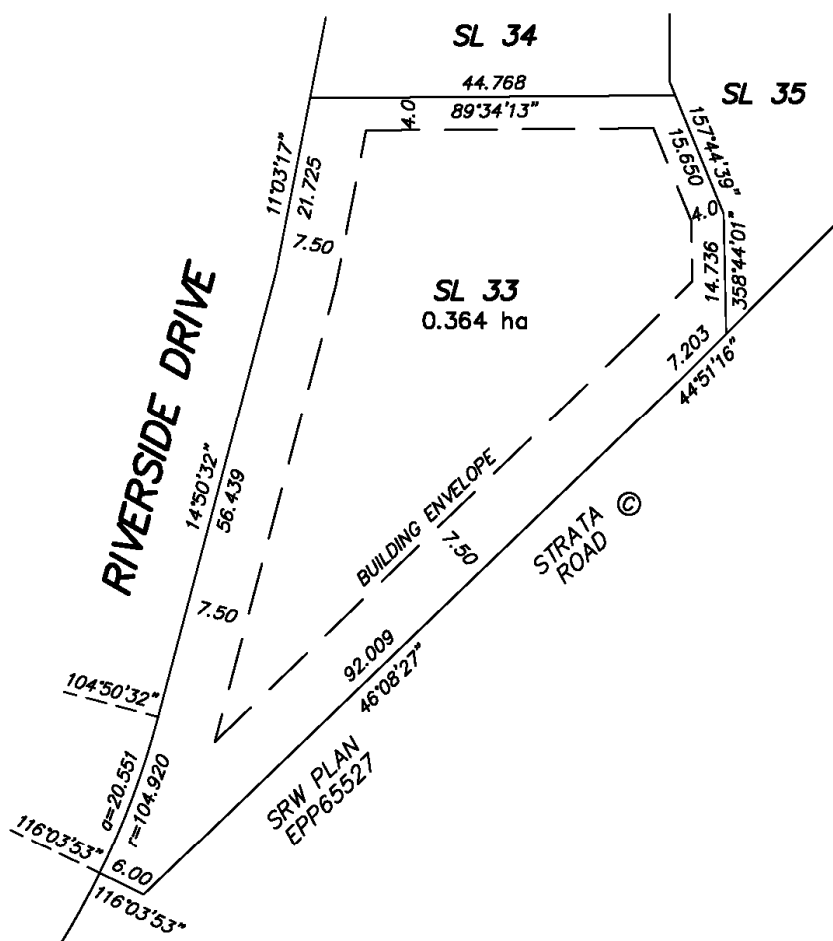 SL 34
44.768
89°34'13"
4.0
SL 35
157°44'39"
15.650
11°03'17"
21.725
7.50
4.0
14.736
358°44'01"
SL 33
0.364 ha
7.203
44°51'16"
RIVERSIDE DRIVE
14°50'32"
56.439
BUILDING ENVELOPE
7.50
STRATA ©
ROAD
7.50
92.009
46°08'27"
104°50'32"
a=20.551
r=104.920
SRW PLAN
EPP65527
116°03'53"
6.00
116°03'53"